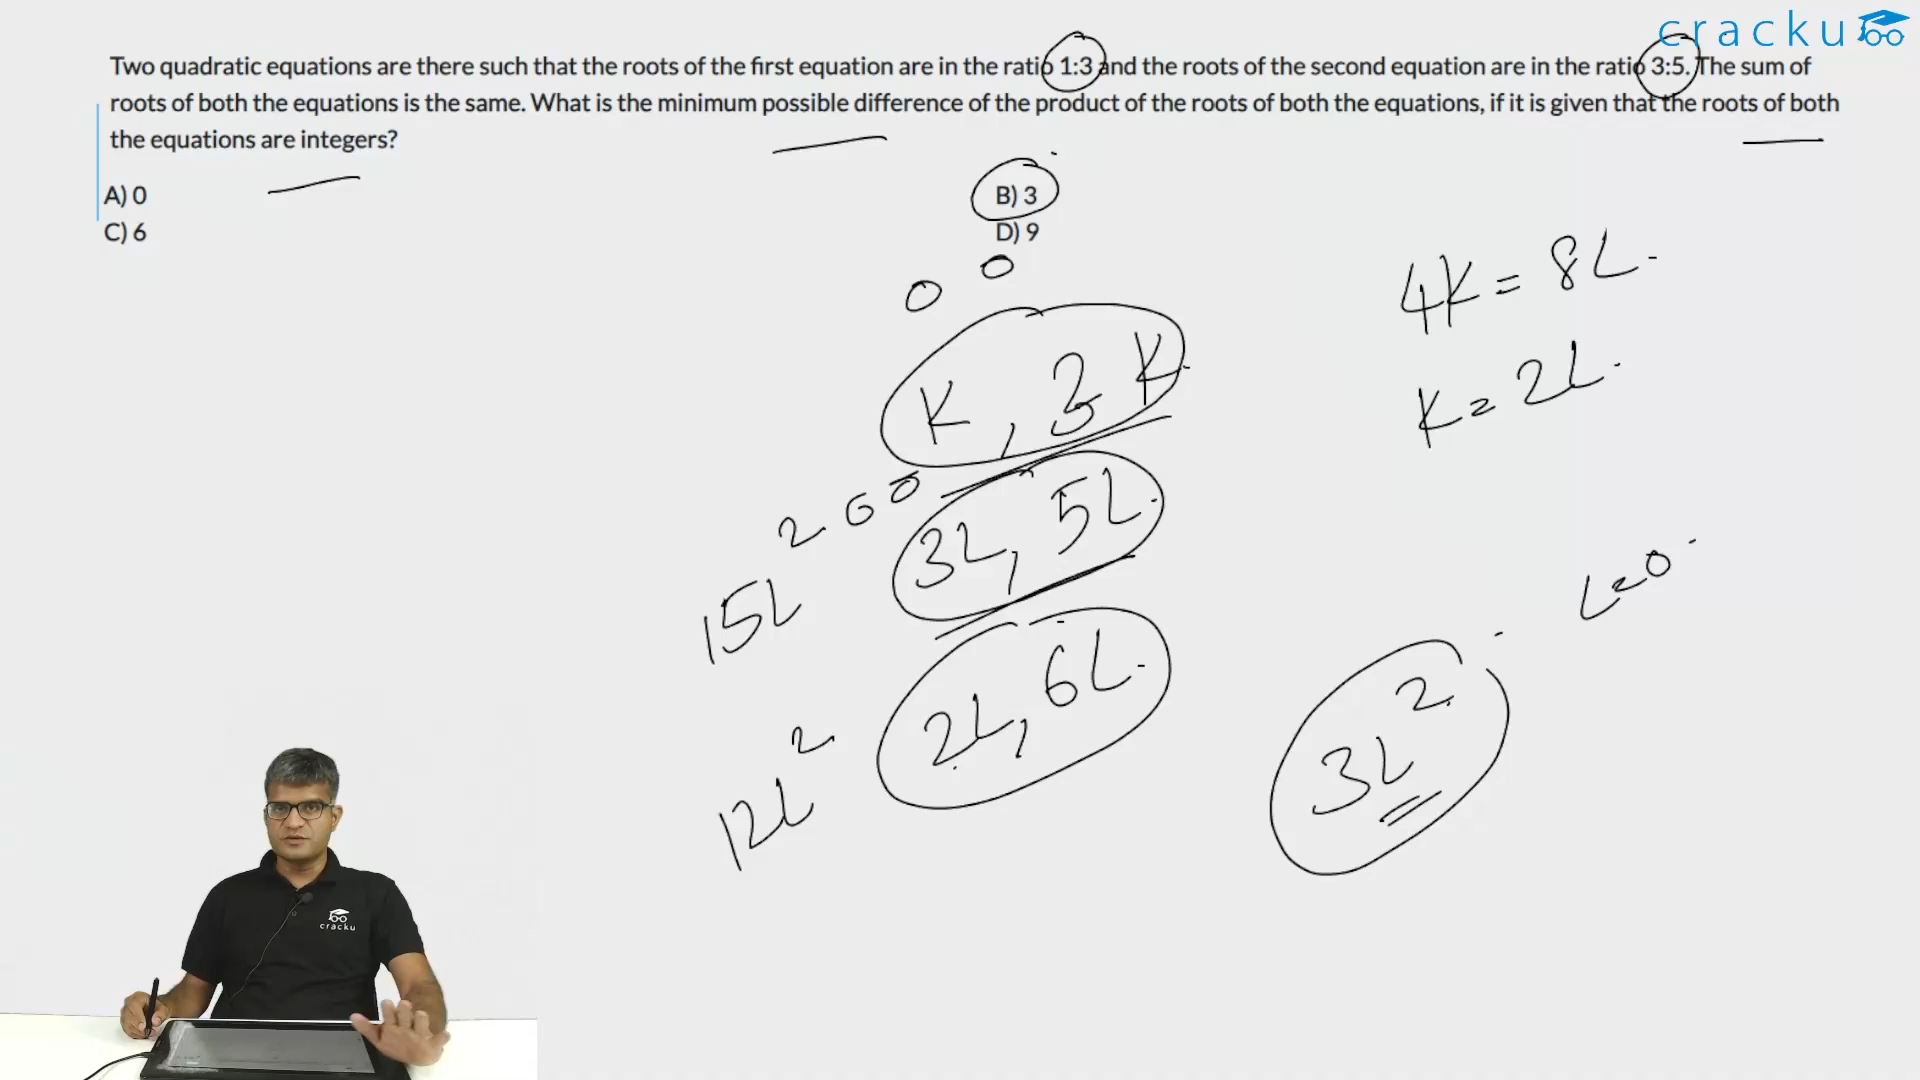 cracku
Two quadratic equations are there such that the roots of the first equation are in the ratio 1:3 and the roots of the second equation are in the ratio 3:5. The sum of
roots of both the equations is the same. What is the minimum possible difference of the product of the roots of both the equations, if it is given that the roots of both
the equations are integers?
A) 0
B) 3
C) 6
D) 9
0 0
K, 3K
4K = 8L
K = 2L
0 0
3L, 5L
15L²
L=0
2L, 6L
12L²
3L²
cracku